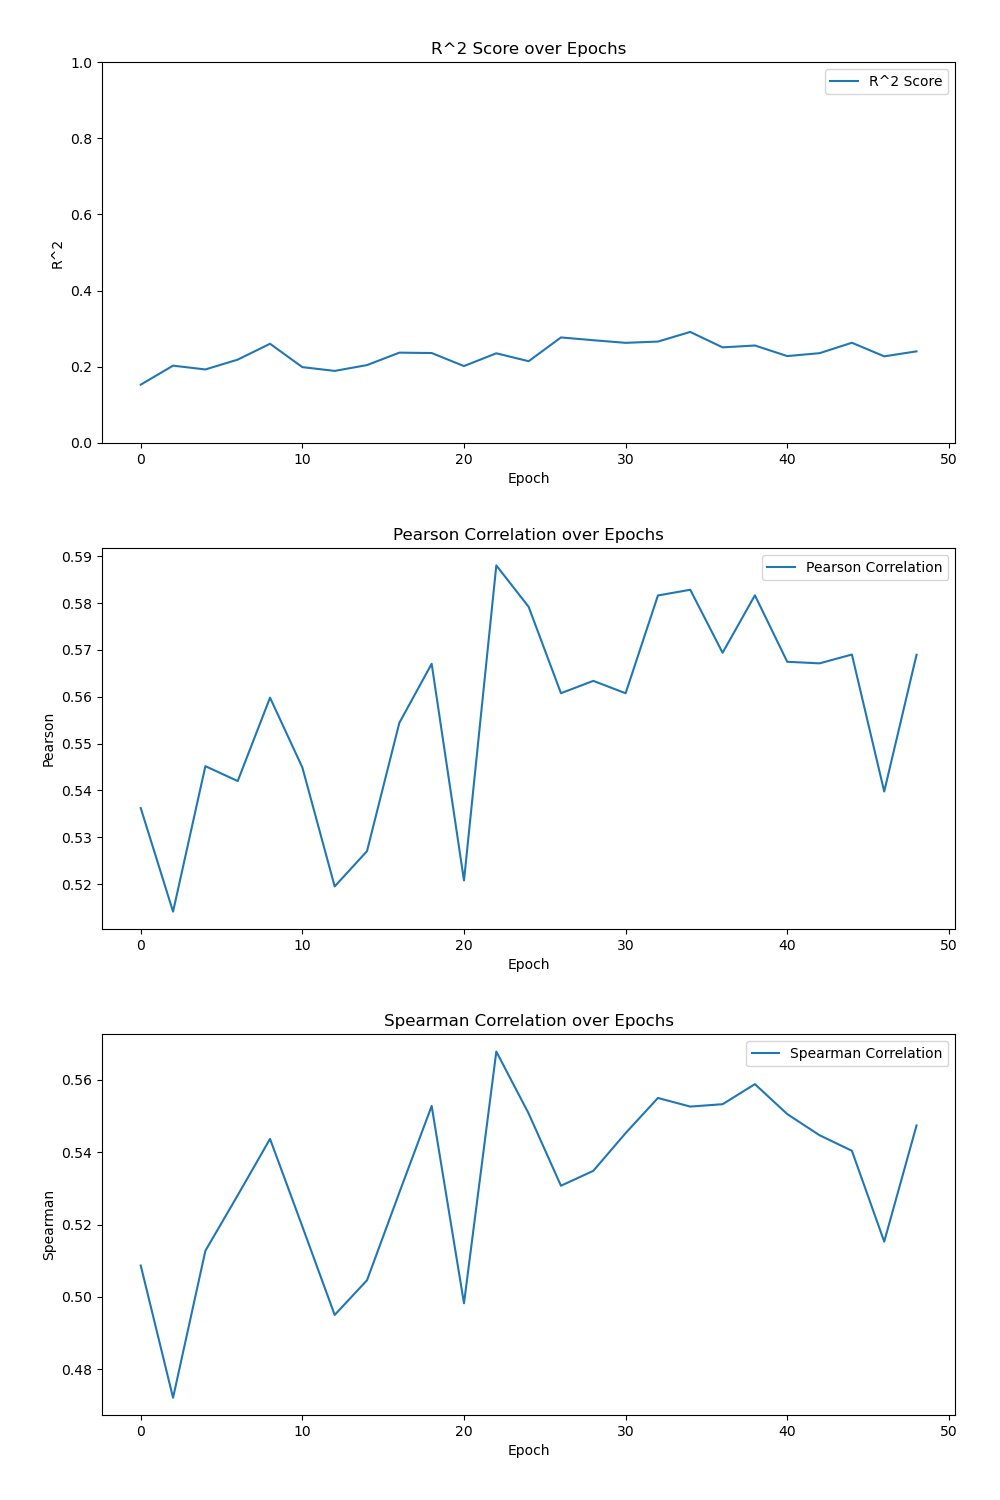 R^2 Score over Epochs
1.0
R^2 Score
0.8
0.6
R^2
0.4
0.2
0.0
0 10 20 30 40 50
Epoch
Pearson Correlation over Epochs
0.59
Pearson Correlation
0.58
0.57
0.56
Pearson
0.55
0.54
0.53
0.52
0 10 20 30 40 50
Epoch
Spearman Correlation over Epochs
Spearman Correlation
0.56
0.54
Spearman
0.52
0.50
0.48
0 10 20 30 40 50
Epoch